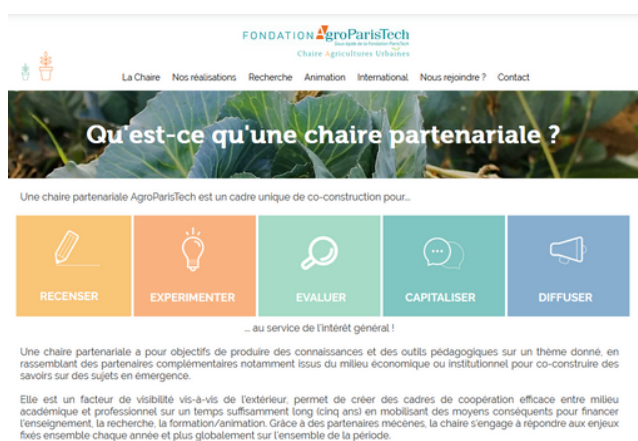 FONDATION AgroParisTech
Sous égide de la Fondation ParisTech
Chaire Agricultures Urbaines
La Chaire Nos réalisations Recherche Animation International Nous rejoindre ? Contact
Qu'est-ce qu'une chaire partenariale ?
Une chaire partenariale AgroParisTech est un cadre unique de co-construction pour...
RECENSER EXPERIMENTER EVALUER CAPITALISER DIFFUSER
... au service de l'intérêt général !
Une chaire partenariale a pour objectifs de produire des connaissances et des outils pédagogiques sur un thème donné, en
rassemblant des partenaires complémentaires notamment issus du milieu économique ou institutionnel pour co-construire des
savoirs sur des sujets en émergence.
Elle est un facteur de visibilité vis-à-vis de l'extérieur, permet de créer des cadres de coopération efficace entre milieu
académique et professionnel sur un temps suffisamment long (cinq ans) en mobilisant des moyens conséquents pour financer
l'enseignement, la recherche, la formation/animation. Grâce à des partenaires mécènes, la chaire s'engage à répondre aux enjeux
fixés ensemble chaque année et plus globalement sur l'ensemble de la période.